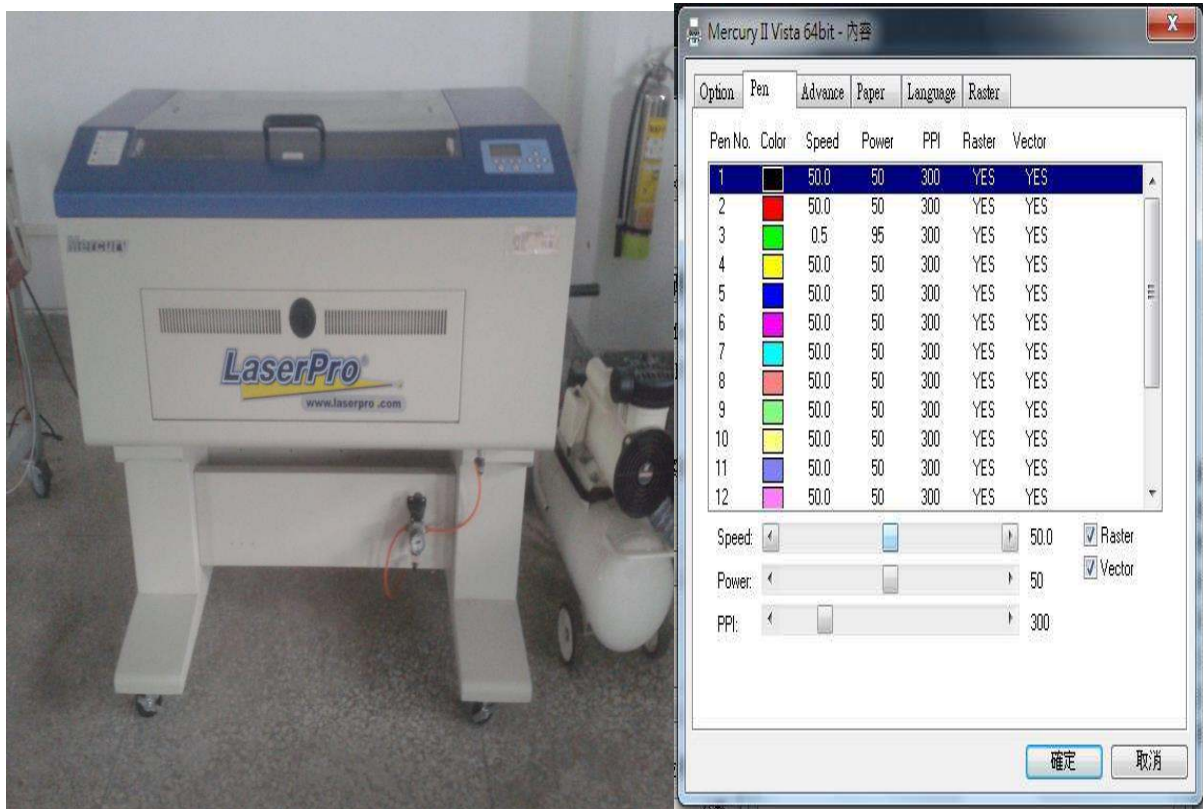 Mercury
LaserPro®
www.laserpro.com
Mercury II Vista 64bit - 內容
Option Pen Advance Paper Language Raster
Pen No. Color Speed Power PPI Raster Vector
1 50.0 50 300 YES YES
2 50.0 50 300 YES YES
3 0.5 95 300 YES YES
4 50.0 50 300 YES YES
5 50.0 50 300 YES YES
6 50.0 50 300 YES YES
7 50.0 50 300 YES YES
8 50.0 50 300 YES YES
9 50.0 50 300 YES YES
10 50.0 50 300 YES YES
11 50.0 50 300 YES YES
12 50.0 50 300 YES YES
Speed: 50.0 Raster
Power: 50 Vector
PPI: 300
確定 取消